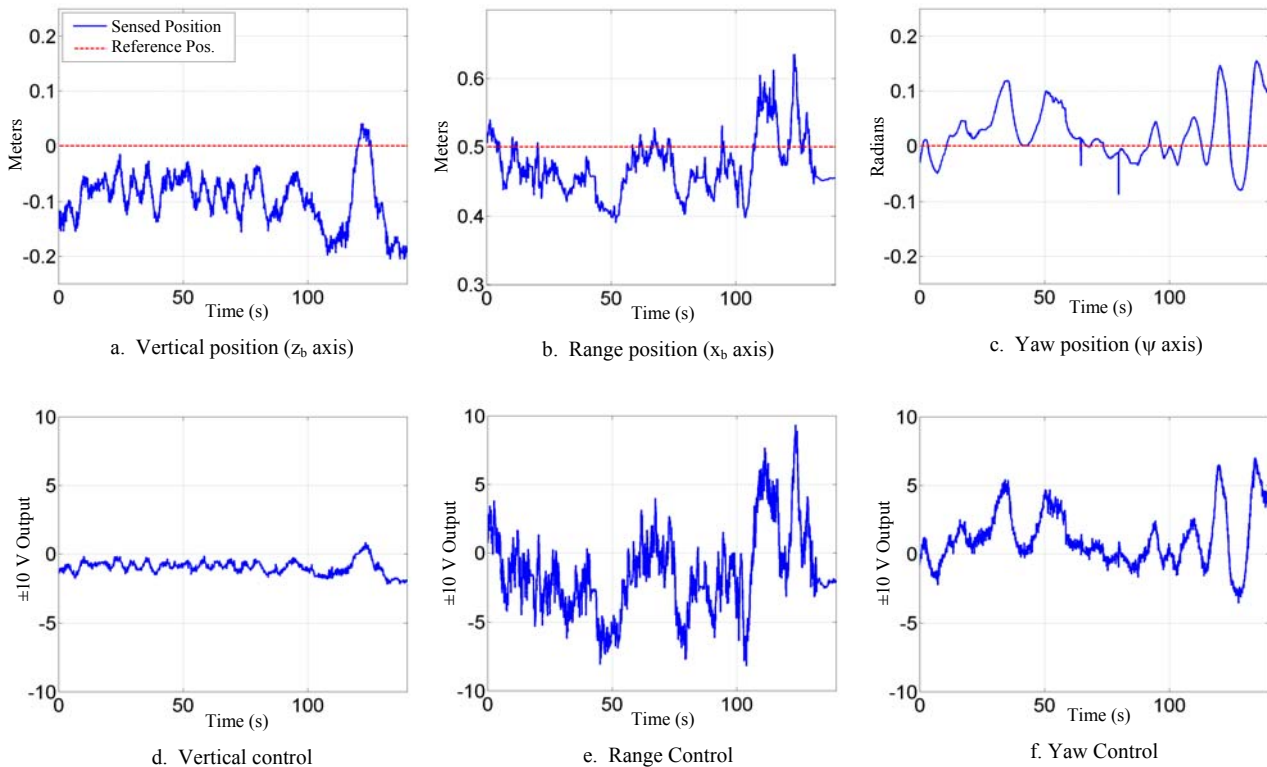 Sensed Position
Reference Pos.
Meters
0.2
0.1
0
-0.1
-0.2
0 50 100
Time (s)
a. Vertical position (z_b axis)
Meters
0.6
0.5
0.4
0.3
0 50 100
Time (s)
b. Range position (x_b axis)
Radians
0.2
0.1
0
-0.1
-0.2
0 50 100
Time (s)
c. Yaw position (ψ axis)
±10 V Output
10
5
0
-5
-10
0 50 100
Time (s)
d. Vertical control
±10 V Output
10
5
0
-5
-10
0 50 100
Time (s)
e. Range Control
±10 V Output
10
5
0
-5
-10
0 50 100
Time (s)
f. Yaw Control